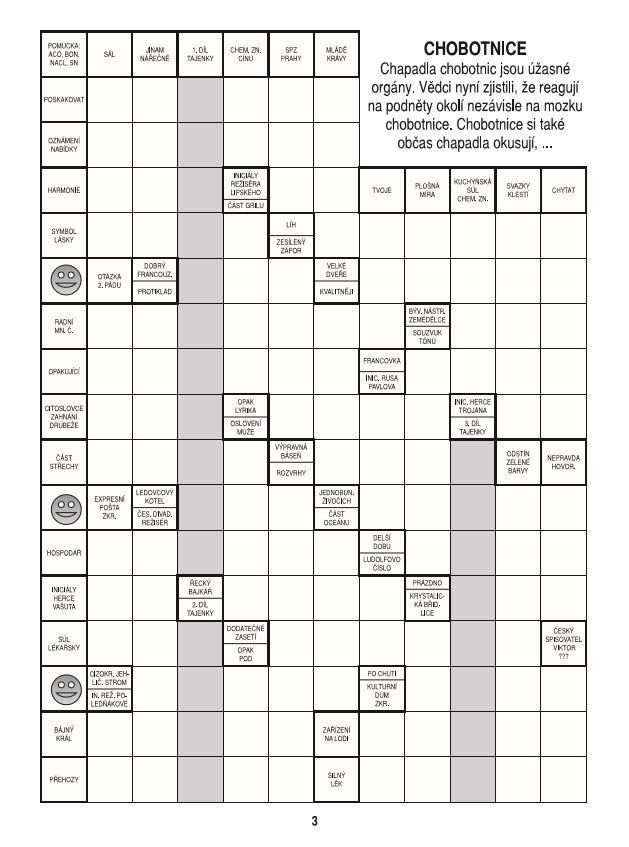 CHOBOTNICE
Chapadla chobotnic jsou úžasné
orgány. Vědci nyní zjistili, že reagují
na podněty okolí nezávisle na mozku
chobotnice. Chobotnice si také
občas chapadla okusují, ...
POMŮCKA:
ACO, BON,
NACL, SN
SÁL
JINAM
NÁŘEČNĚ
1. DÍL
TAJENKY
CHEM. ZN.
CÍNU
SPZ
PRAHY
MLÁDĚ
KRÁVY
POSKAKOVAT
OZNÁMENÍ
NABÍDKY
HARMONIE
INICIÁLY
REŽISÉRA
LIPSKÉHO
ČÁST GRILU
TVOJE
PLOŠNÁ
MÍRA
KUCHYŇSKÁ
SŮL
CHEM. ZN.
SVAZKY
KLESTÍ
CHYTAT
SYMBOL
LÁSKY
LÍH
ZESÍLENÝ
ZÁPOR
OTÁZKA
2. PÁDU
DOBRÝ
FRANCOUZ.
PROTIKLAD
VELKÉ
DVEŘE
KVALITNĚJI
RADNÍ
MN. Č.
BÝV. NÁSTR.
ZEMĚDĚLCE
SOUZVUK
TÓNU
OPAKUJÍCÍ
FRANCOVKA
INIC. RUSA
PAVLOVA
CITOSLOVCE
ZAHNÁNÍ
DRŮBEŽE
OPAK
LYRIKA
OSLOVENÍ
MUŽE
INIC. HERCE
TROJANA
3. DÍL
TAJENKY
ČÁST
STŘECHY
VÝPRAVNÁ
BÁSEŇ
ROZVRHY
ODSTÍN
ZELENÉ
BARVY
NEPRAVDA
HOVOR.
EXPRESNÍ
POŠTA
ZKR.
LEDOVCOVÝ
KOTEL
ČES. DIVAD.
REŽISÉR
JEDNOBUN.
ŽIVOČICH
ČÁST
OCEÁNU
HOSPODÁŘ
DELŠÍ
DOBU
LUDOLFOVO
ČÍSLO
INICIÁLY
HERCE
VAŠUTA
ŘECKÝ
BAJKÁŘ
2. DÍL
TAJENKY
PRÁZDNO
KRYSTALIC-
KÁ BŘID-
LICE
SŮL
LÉKAŘSKY
DODATEČNÉ
ZASETÍ
OPAK
POD
ČESKÝ
SPISOVATEL
VIKTOR
???
CIZOKR. JEH-
LIČ. STROM
IN. REŽ. PO-
LEDŇÁKOVÉ
PO CHUTI
KULTURNÍ
DŮM
ZKR.
BÁJNÝ
KRÁL
ZAŘÍZENÍ
NA LODI
PŘEHOZY
SILNÝ
LÉK
3